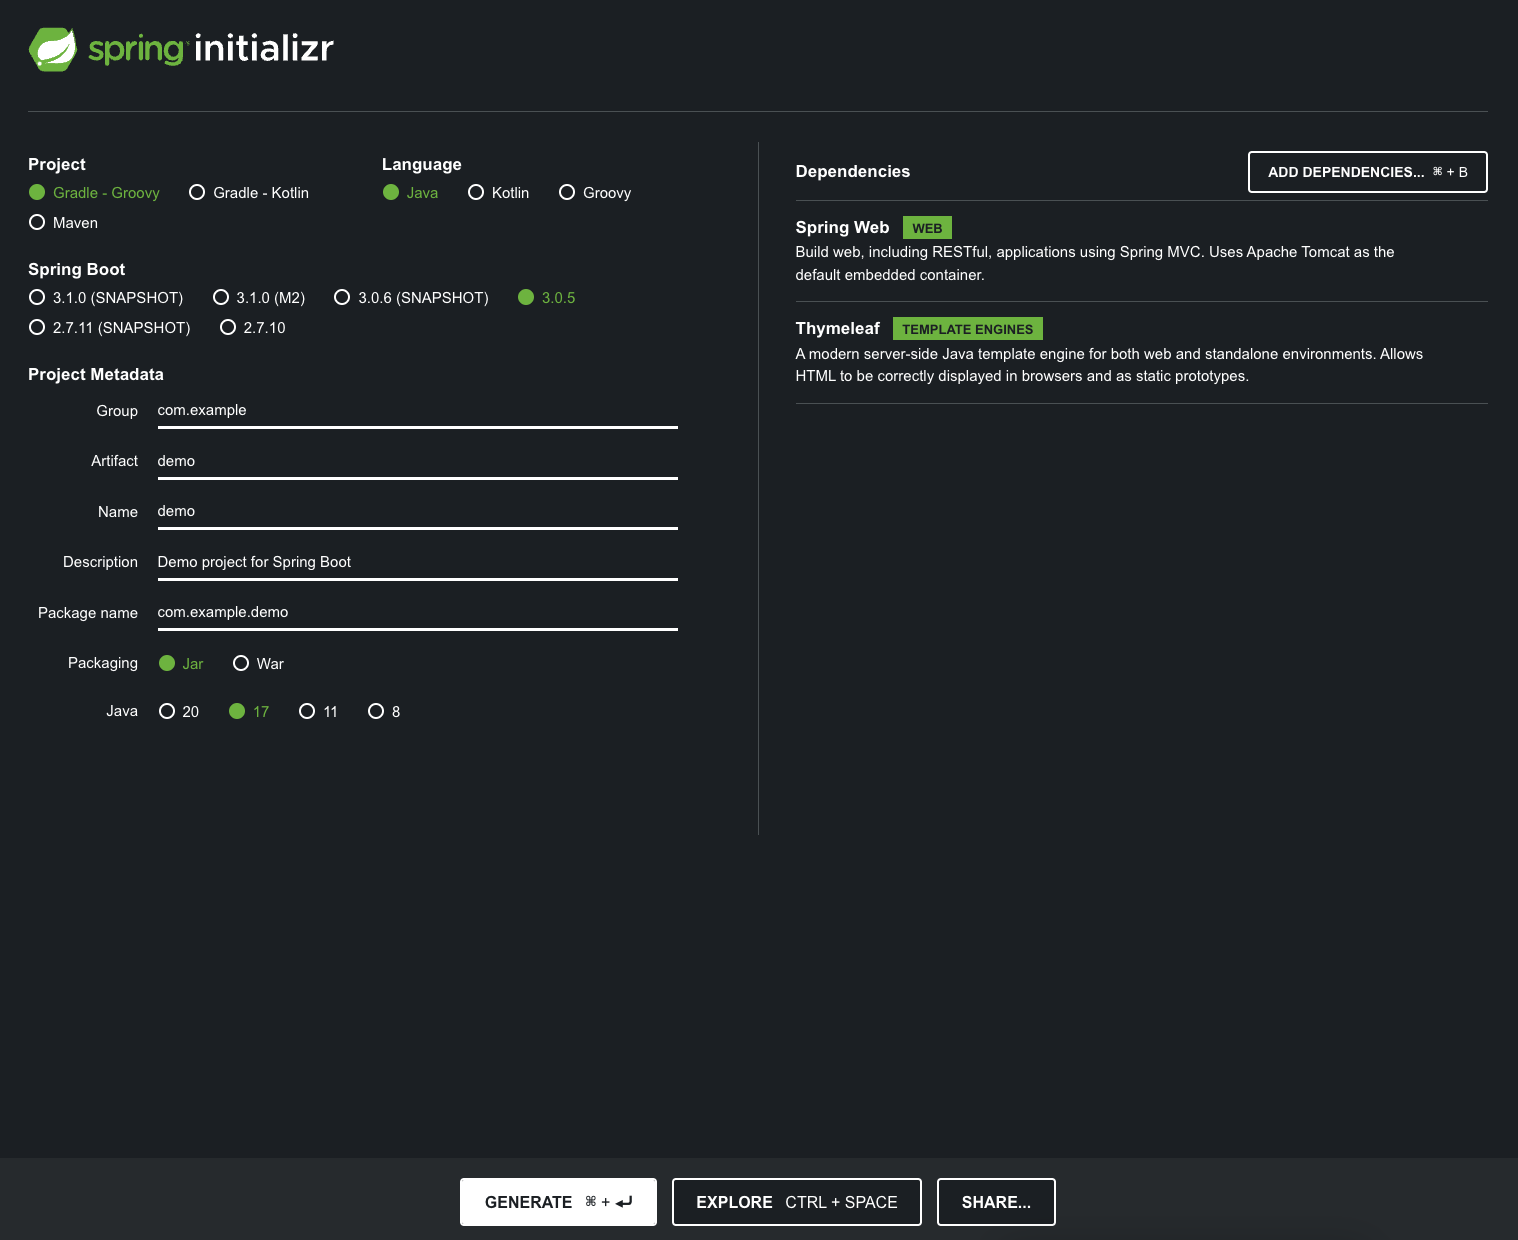 spring initializr
Project
Gradle - Groovy Gradle - Kotlin
Maven
Language
Java Kotlin Groovy
Spring Boot
3.1.0 (SNAPSHOT) 3.1.0 (M2) 3.0.6 (SNAPSHOT) 3.0.5
2.7.11 (SNAPSHOT) 2.7.10
Project Metadata
Group com.example
Artifact demo
Name demo
Description Demo project for Spring Boot
Package name com.example.demo
Packaging Jar War
Java 20 17 11 8
Dependencies ADD DEPENDENCIES... ⌘ + B
Spring Web WEB
Build web, including RESTful, applications using Spring MVC. Uses Apache Tomcat as the
default embedded container.
Thymeleaf TEMPLATE ENGINES
A modern server-side Java template engine for both web and standalone environments. Allows
HTML to be correctly displayed in browsers and as static prototypes.
GENERATE ⌘ + ⏎ EXPLORE CTRL + SPACE SHARE...